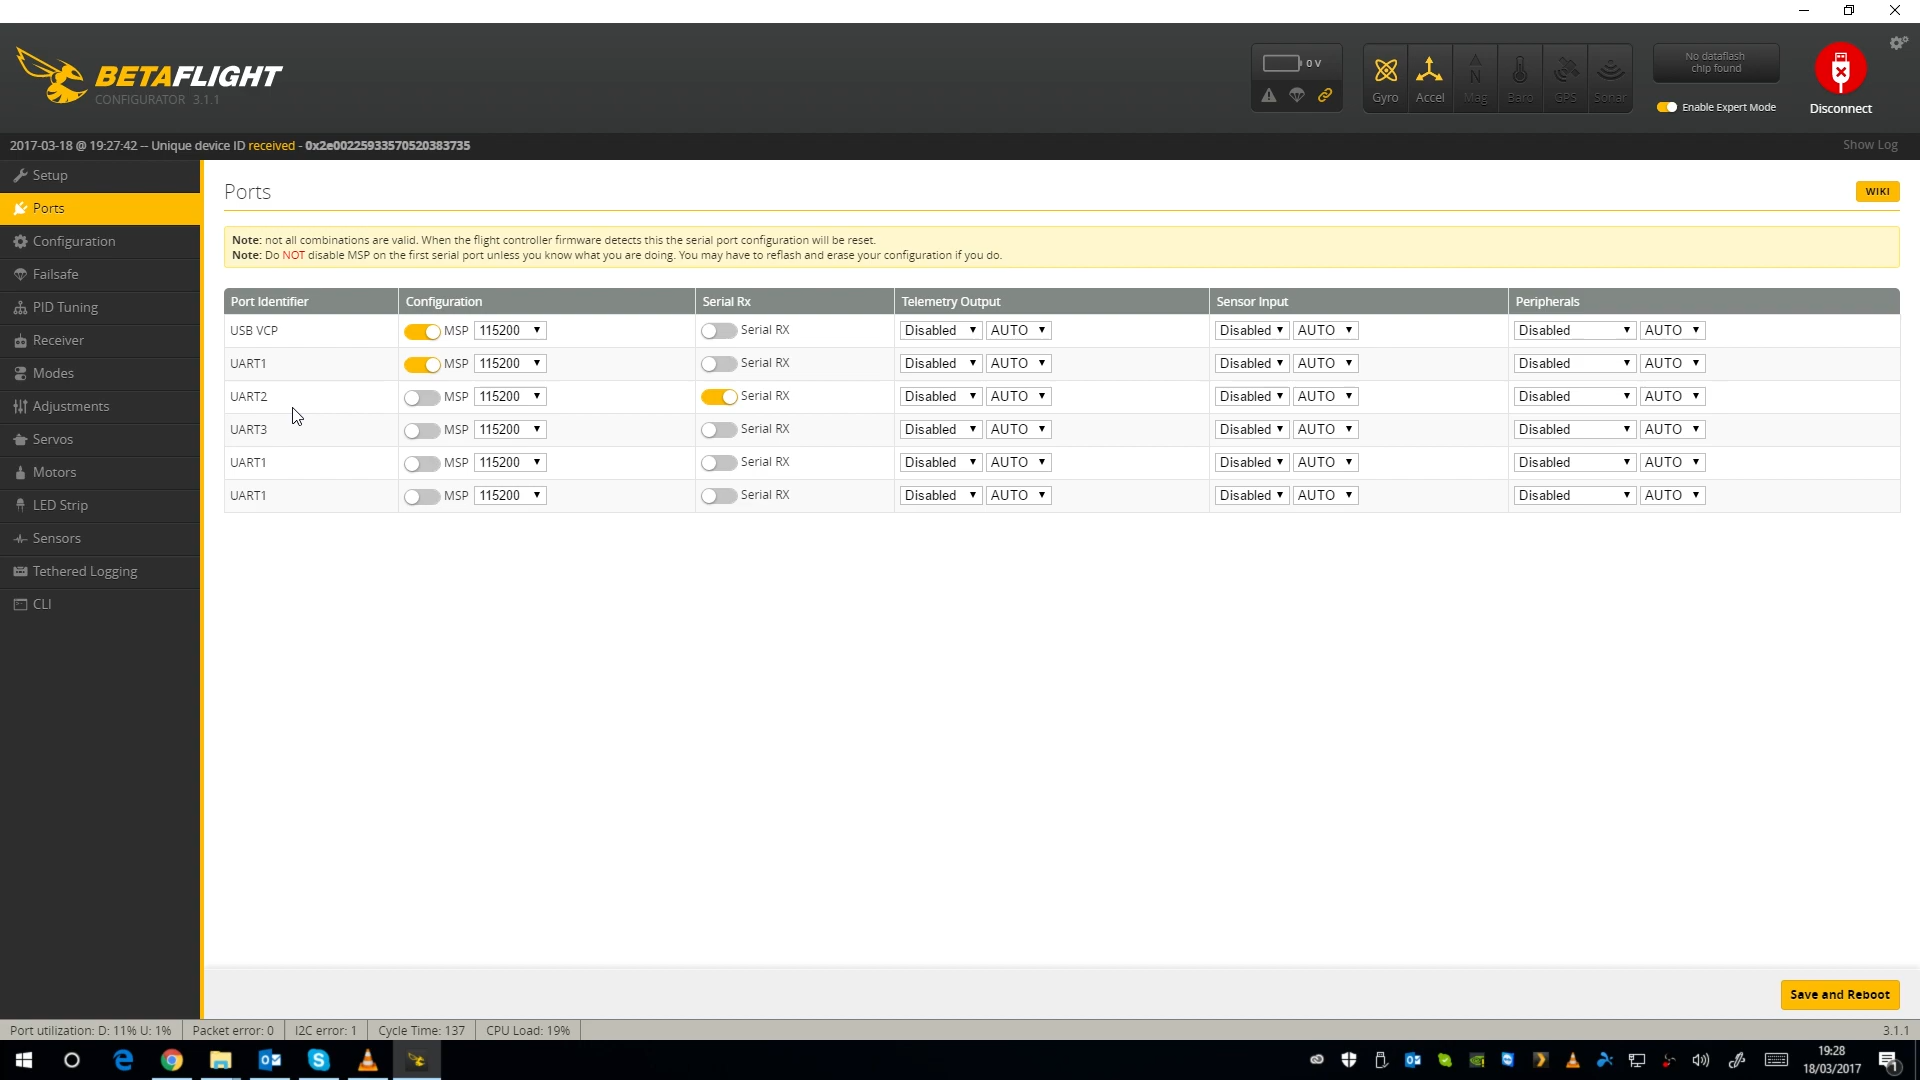 BETAFLIGHT
CONFIGURATOR 3.1.1
0 V
Gyro Accel Mag Baro GPS Sonar
No dataflash
chip found
Enable Expert Mode
Disconnect
2017-03-18 @ 19:27:42 -- Unique device ID received - 0x2e00225933570520383735
Show Log
Setup
Ports
Configuration
Failsafe
PID Tuning
Receiver
Modes
Adjustments
Servos
Motors
LED Strip
Sensors
Tethered Logging
CLI
Ports
WIKI
Note: not all combinations are valid. When the flight controller firmware detects this the serial port configuration will be reset.
Note: Do NOT disable MSP on the first serial port unless you know what you are doing. You may have to reflash and erase your configuration if you do.
Port Identifier Configuration Serial Rx Telemetry Output Sensor Input Peripherals
USB VCP MSP 115200 Serial RX Disabled AUTO Disabled AUTO Disabled AUTO
UART1 MSP 115200 Serial RX Disabled AUTO Disabled AUTO Disabled AUTO
UART2 MSP 115200 Serial RX Disabled AUTO Disabled AUTO Disabled AUTO
UART3 MSP 115200 Serial RX Disabled AUTO Disabled AUTO Disabled AUTO
UART1 MSP 115200 Serial RX Disabled AUTO Disabled AUTO Disabled AUTO
UART1 MSP 115200 Serial RX Disabled AUTO Disabled AUTO Disabled AUTO
Save and Reboot
Port utilization: D: 11% U: 1% Packet error: 0 I2C error: 1 Cycle Time: 137 CPU Load: 19% 3.1.1
19:28
18/03/2017
1